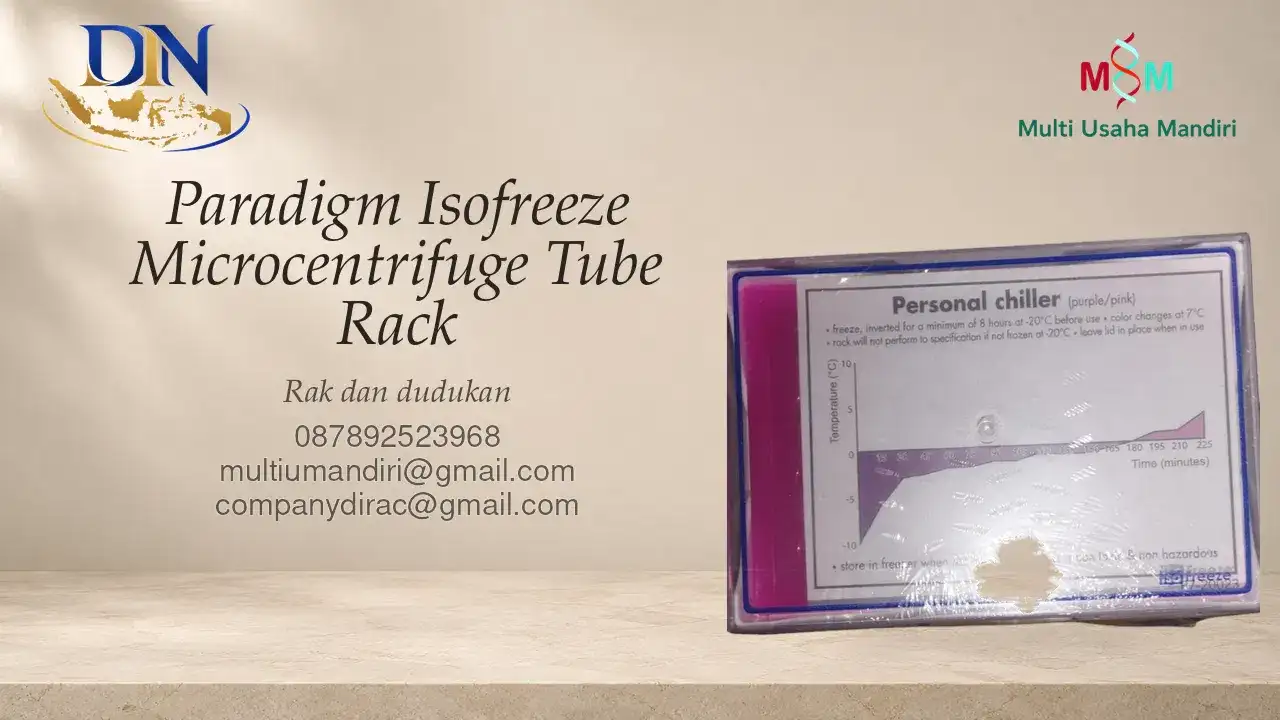 DIN
MSM
Multi Usaha Mandiri
Paradigm Isofreeze
Microcentrifuge Tube
Rack
Rak dan dudukan
087892523968
multiumandiri@gmail.com
companydirac@gmail.com
Personal chiller (purple/pink)
• freeze, inverted for a minimum of 8 hours at -20°C before use • color changes at 7°C
• rack will not perform to specification if not frozen at -20°C • leave lid in place when in use
Temperature (°C)
10
5
0
-5
-10
165 180 195 210 225
Time (minutes)
• store in freezer when & non hazardous
isofreeze